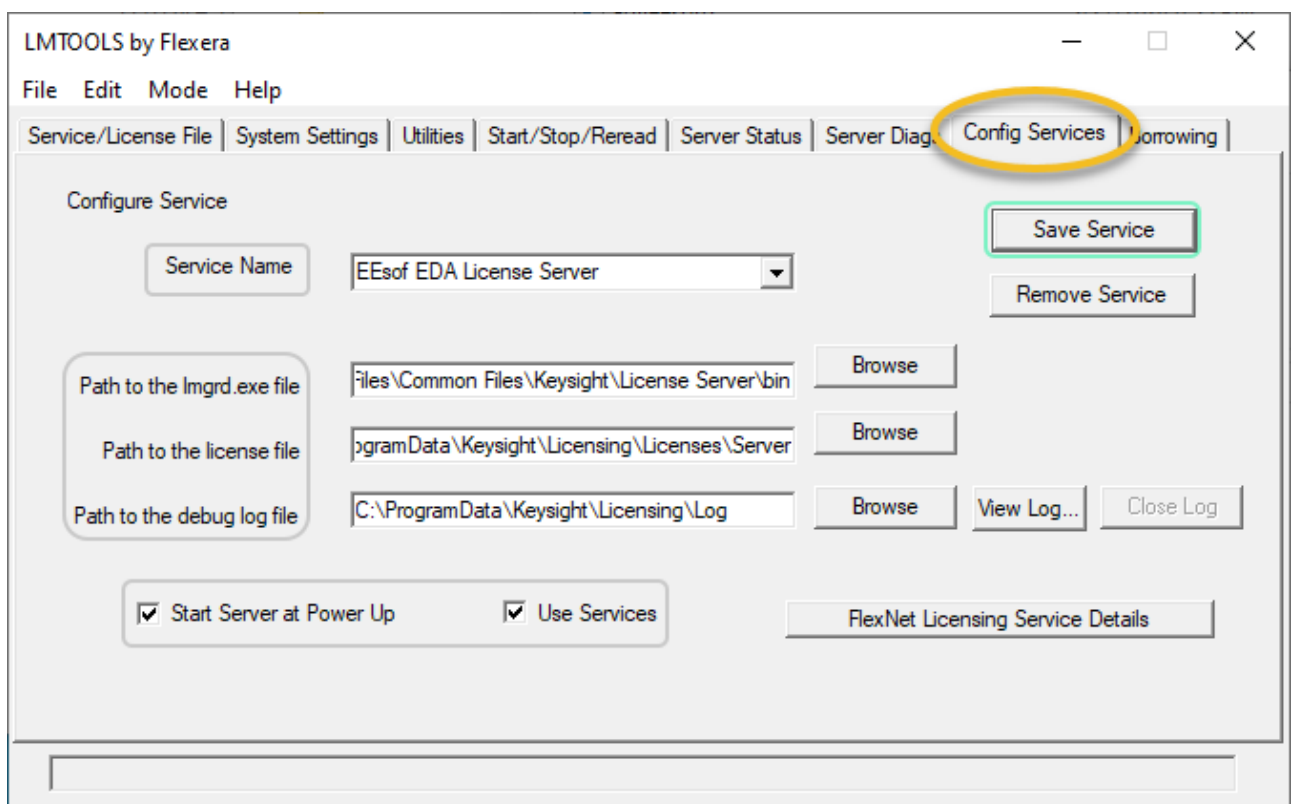 LMTOOLS by Flexera
File Edit Mode Help
Service/License File System Settings Utilities Start/Stop/Reread Server Status Server Diags Config Services Borrowing
Configure Service
Save Service
Service Name EEsof EDA License Server
Remove Service
Path to the lmgrd.exe file Files\Common Files\Keysight\License Server\bin Browse
Path to the license file ogramData\Keysight\Licensing\Licenses\Server Browse
Path to the debug log file C:\ProgramData\Keysight\Licensing\Log Browse View Log... Close Log
Start Server at Power Up Use Services FlexNet Licensing Service Details